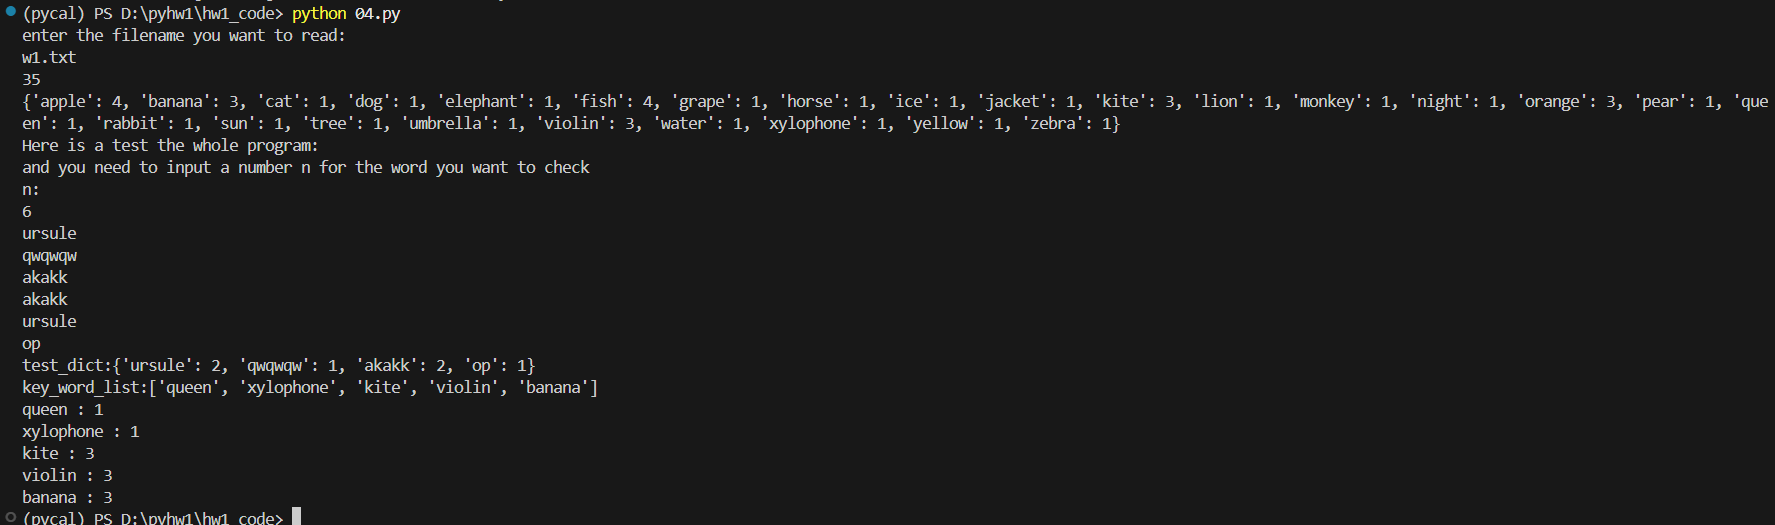 (pycal) PS D:\pyhw1\hw1_code> python 04.py
enter the filename you want to read:
w1.txt
35
{'apple': 4, 'banana': 3, 'cat': 1, 'dog': 1, 'elephant': 1, 'fish': 4, 'grape': 1, 'horse': 1, 'ice': 1, 'jacket': 1, 'kite': 3, 'lion': 1, 'monkey': 1, 'night': 1, 'orange': 3, 'pear': 1, 'que
en': 1, 'rabbit': 1, 'sun': 1, 'tree': 1, 'umbrella': 1, 'violin': 3, 'water': 1, 'xylophone': 1, 'yellow': 1, 'zebra': 1}
Here is a test the whole program:
and you need to input a number n for the word you want to check
n:
6
ursule
qwqwqw
akakk
akakk
ursule
op
test_dict:{'ursule': 2, 'qwqwqw': 1, 'akakk': 2, 'op': 1}
key_word_list:['queen', 'xylophone', 'kite', 'violin', 'banana']
queen : 1
xylophone : 1
kite : 3
violin : 3
banana : 3
(pycal) PS D:\pyhw1\hw1_code>